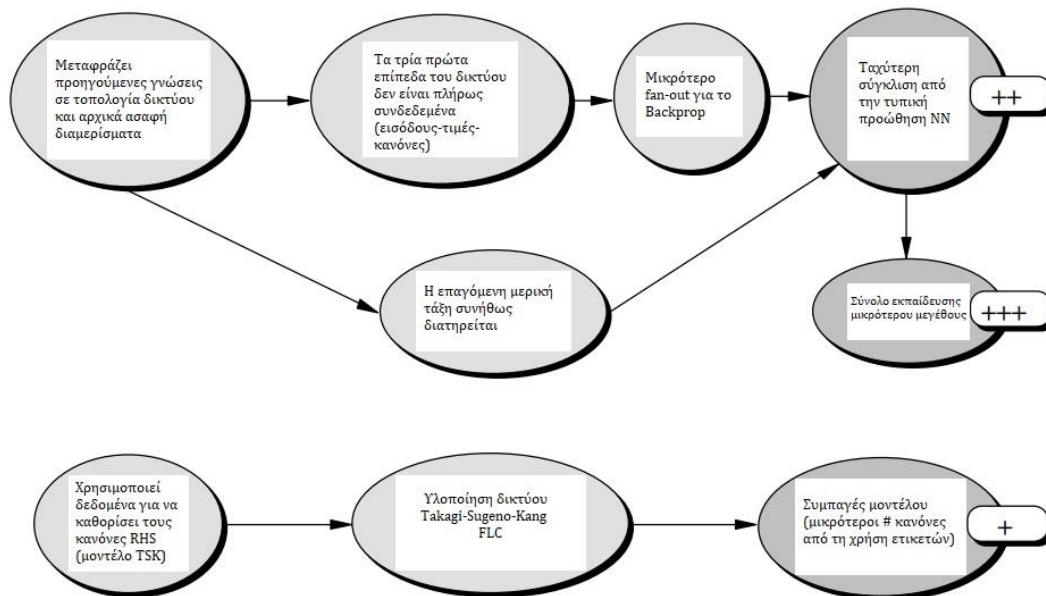 Μεταφράζει
προηγούμενες γνώσεις
σε τοπολογία δικτύου
και αρχικά ασαφή
διαμερίσματα
Τα τρία πρώτα
επίπεδα του δικτύου
δεν είναι πλήρως
συνδεδεμένα
(εισόδους-τιμές-
κανόνες)
Μικρότερο
fan-out για το
Backprop
Ταχύτερη
σύγκλιση από
την τυπική
προώθηση NN
++
Η επαγόμενη μερική
τάξη συνήθως
διατηρείται
Σύνολο εκπαίδευσης
μικρότερου μεγέθους
+++
Χρησιμοποιεί
δεδομένα για να
καθορίσει τους
κανόνες RHS
(μοντέλο TSK)
Υλοποίηση δικτύου
Takagi-Sugeno-Kang
FLC
Συμπαγές μοντέλου
(μικρότεροι # κανόνες
από τη χρήση ετικετών)
+